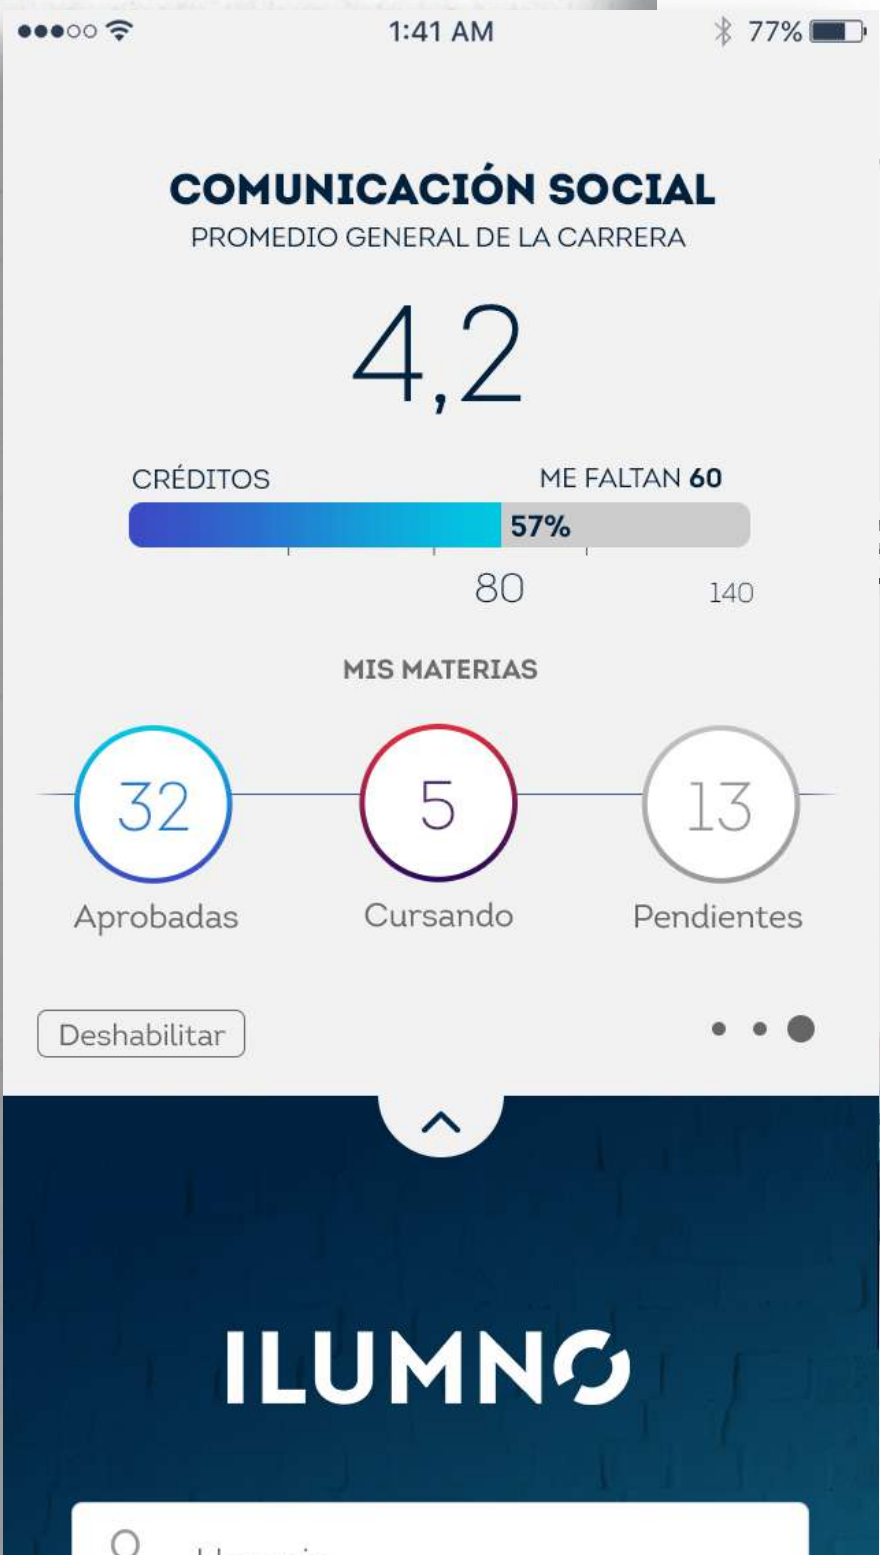 1:41 AM 77%
COMUNICACIÓN SOCIAL
PROMEDIO GENERAL DE LA CARRERA
4,2
CRÉDITOS ME FALTAN 60
57%
80 140
MIS MATERIAS
32 5 13
Aprobadas Cursando Pendientes
Deshabilitar
ILUMNO